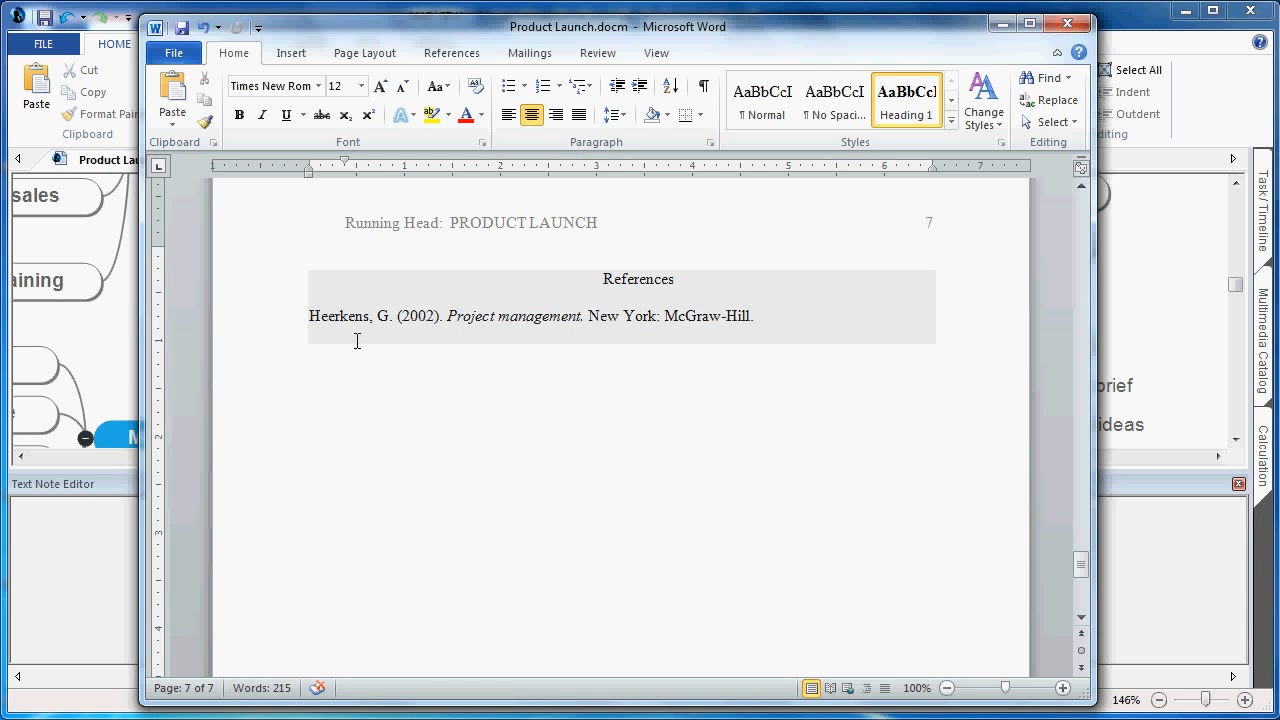 Product Launch.docm - Microsoft Word
FILE
HOME
File
Home
Insert
Page Layout
References
Mailings
Review
View
Paste
Cut
Copy
Clipboard
Paste
Clipboard
Times New Rom
Font
Paragraph
AaBbCcI
¶ Normal
AaBbCcI
¶ No Spaci...
AaBbCcI
Heading 1
Change
Styles
Styles
Find
Replace
Select
Editing
Select All
Indent
Outdent
sales
aining
brief
ideas
Running Head: PRODUCT LAUNCH 7
References
Heerkens, G. (2002). Project management. New York: McGraw-Hill.
Task / Timeline
Multimedia Catalog
Calculation
Text Note Editor
Page: 7 of 7
Words: 215
100%
146%